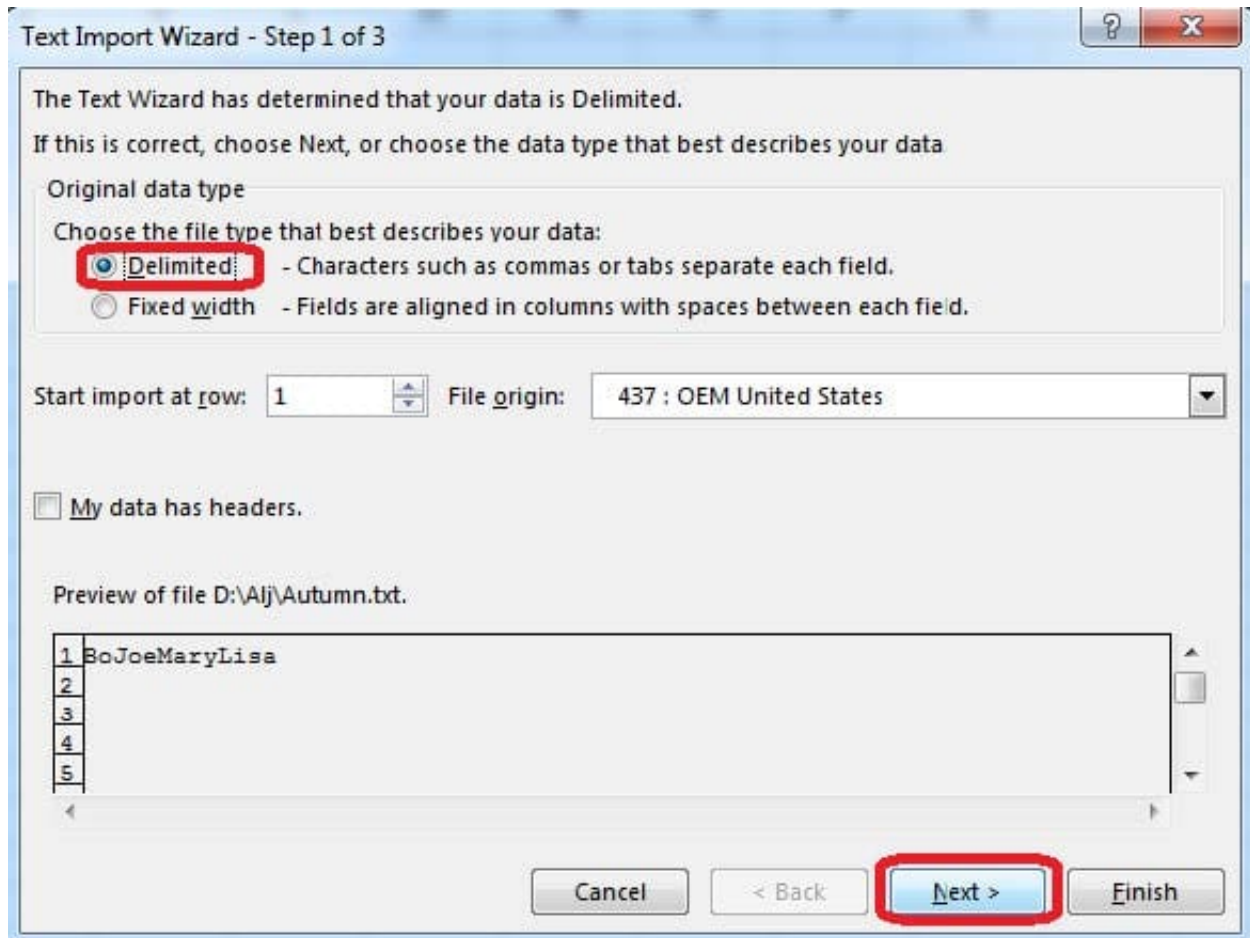 Text Import Wizard - Step 1 of 3
The Text Wizard has determined that your data is Delimited.
If this is correct, choose Next, or choose the data type that best describes your data
Original data type
Choose the file type that best describes your data:
Delimited - Characters such as commas or tabs separate each field.
Fixed width - Fields are aligned in columns with spaces between each field.
Start import at row: 1 File origin: 437 : OEM United States
My data has headers.
Preview of file D:\Alj\Autumn.txt.
1 BoJoeMaryLisa
2
3
4
5
Cancel < Back Next > Finish